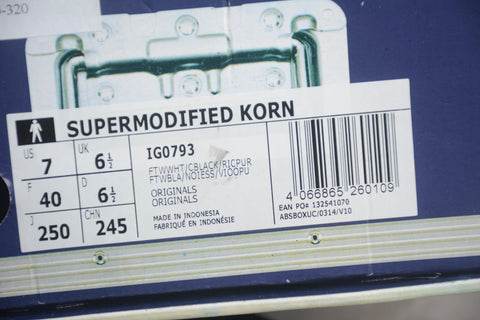 -320
SUPERMODIFIED KORN
US 7 UK 6½
F 40 D 6½
J 250 CHN 245
IG0793
FTWWHT/CBLACK/RICPUR
FTWBLA/NOIESS/VIOOPU
ORIGINALS
ORIGINALS
MADE IN INDONESIA
FABRIQUÉ EN INDONÉSIE
4 066865 260109
EAN PO# 132541070
ABSBOXUC/0314/V10